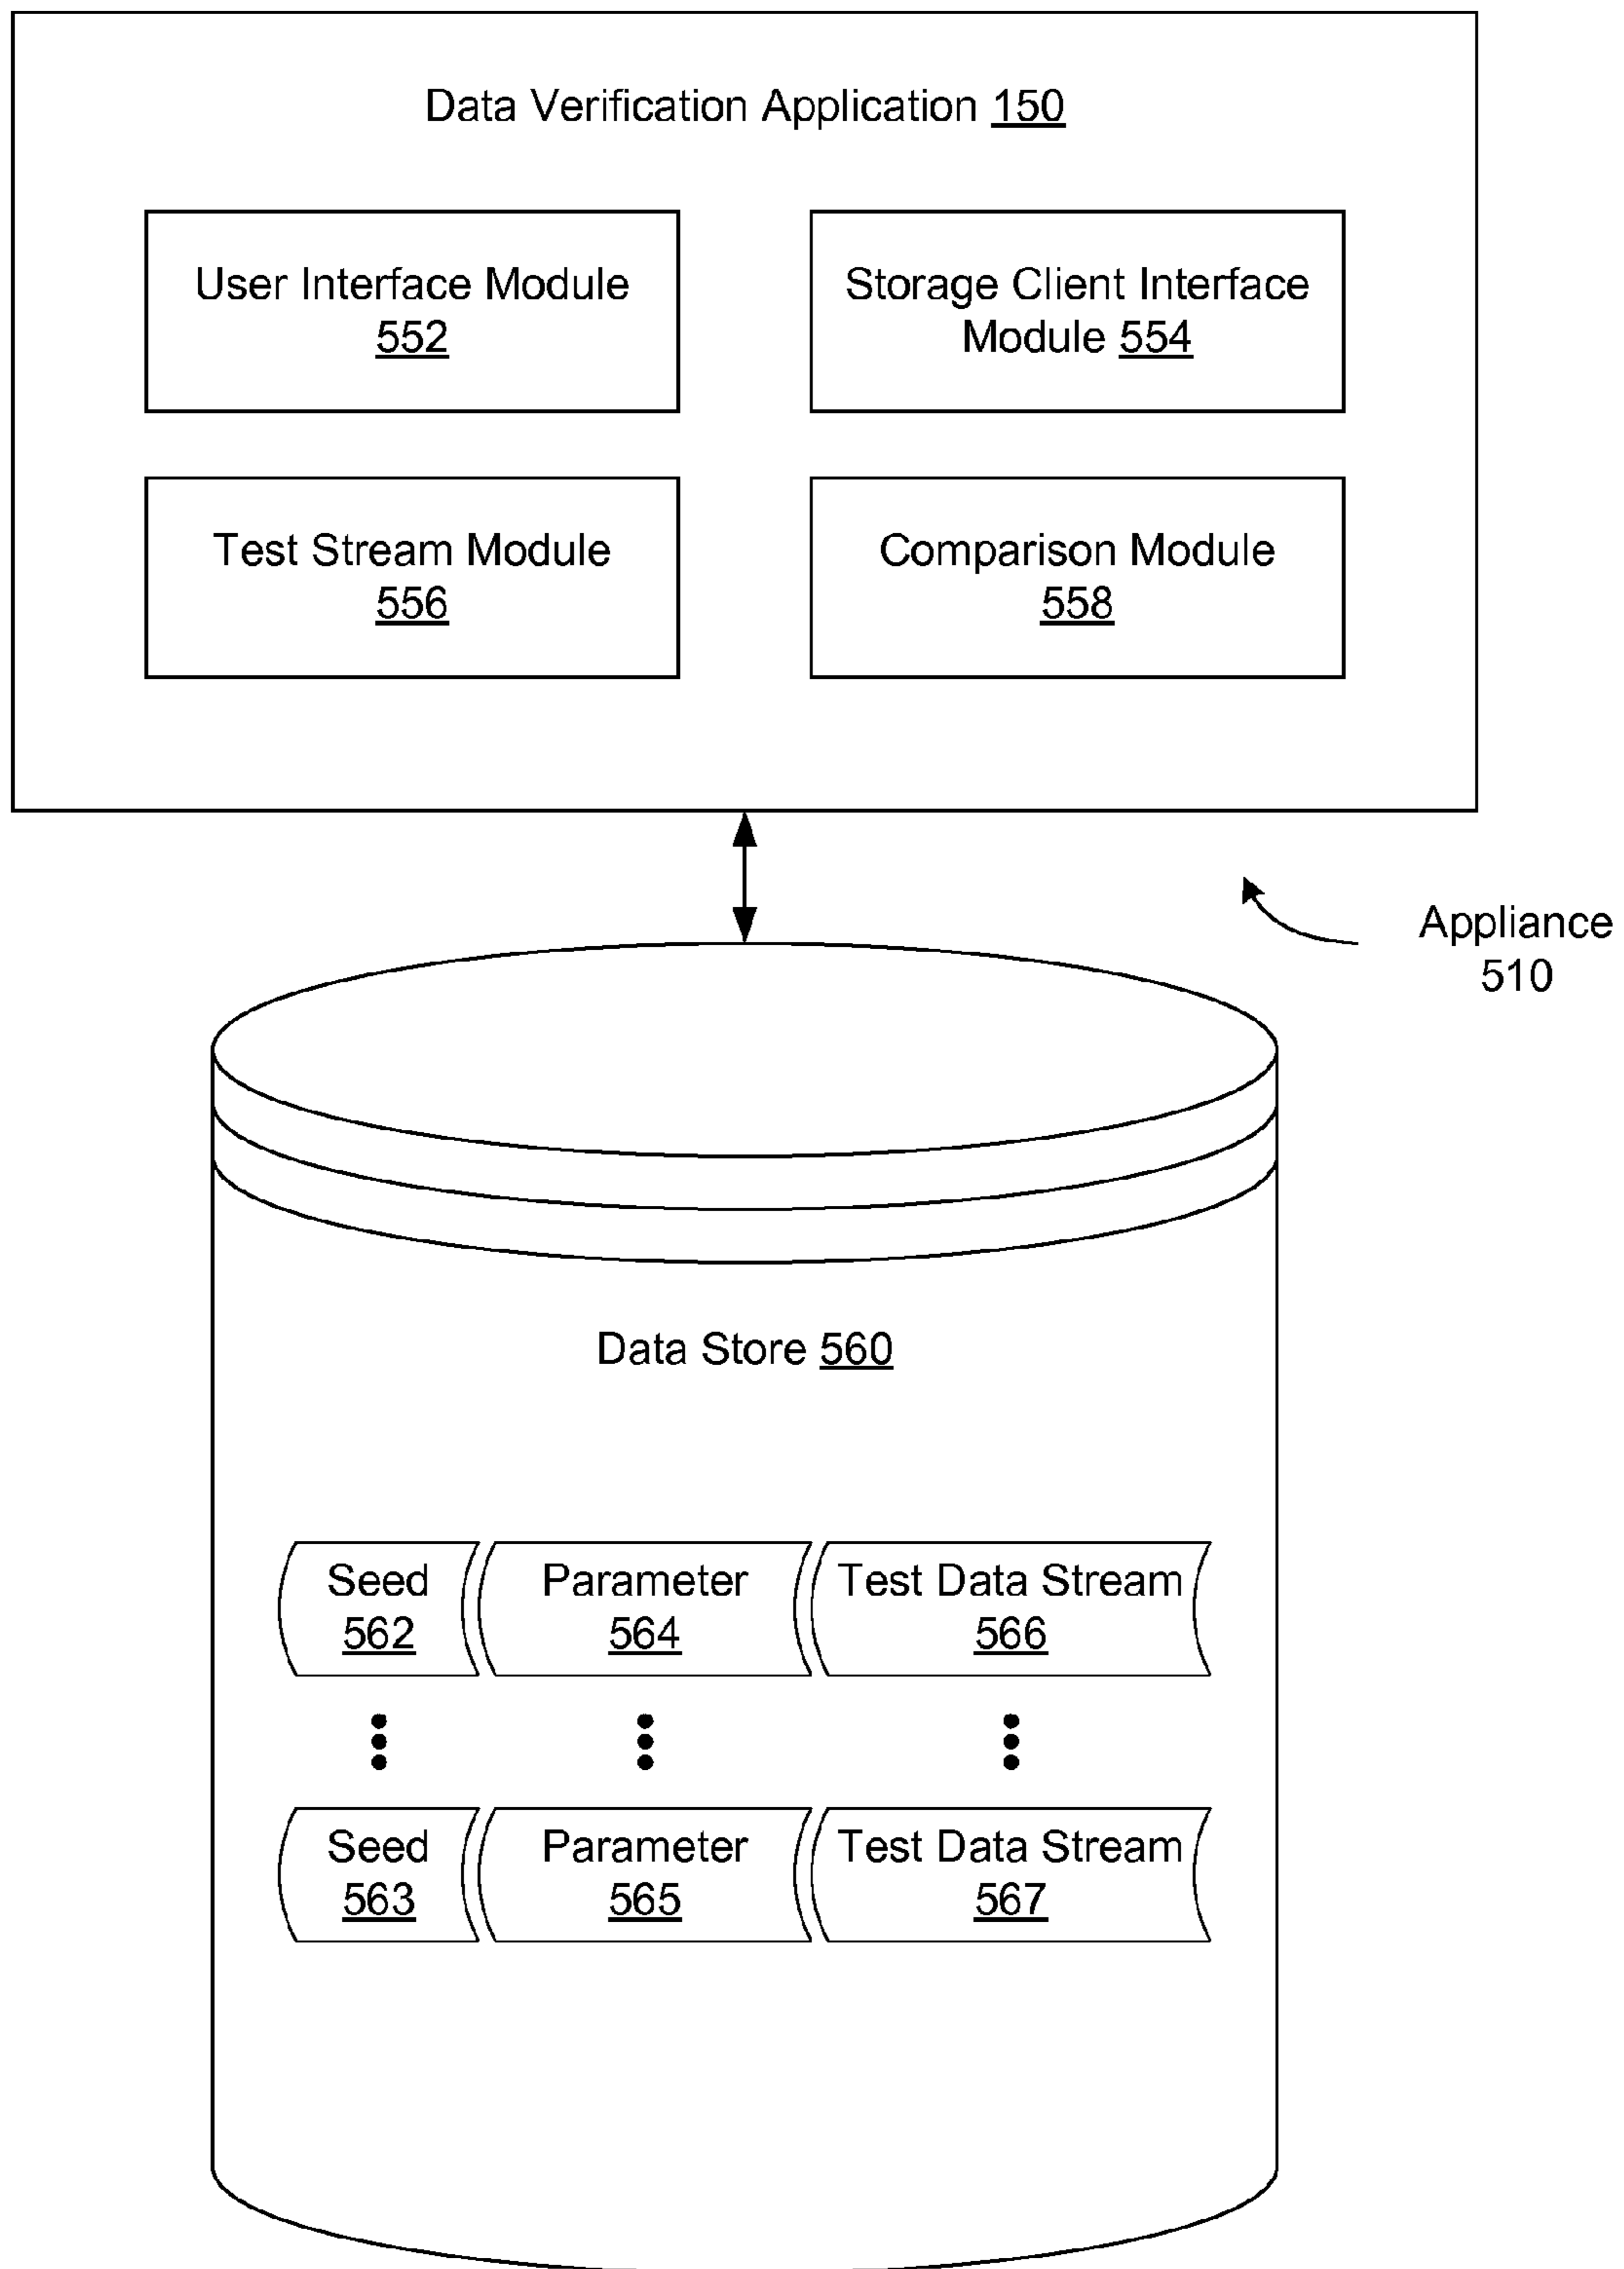 Data Verification Application 150
User Interface Module
552
Storage Client Interface
Module 554
Test Stream Module
556
Comparison Module
558
Appliance
510
Data Store 560
Seed
562
Parameter
564
Test Data Stream
566
Seed
563
Parameter
565
Test Data Stream
567